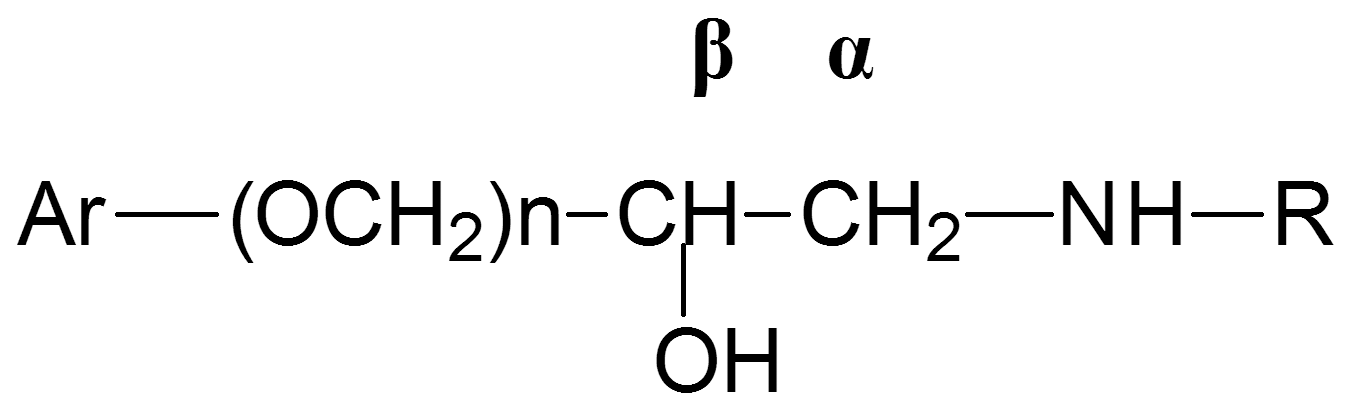 β α
Ar—(OCH₂)n–CH–CH₂—NH—R
OH